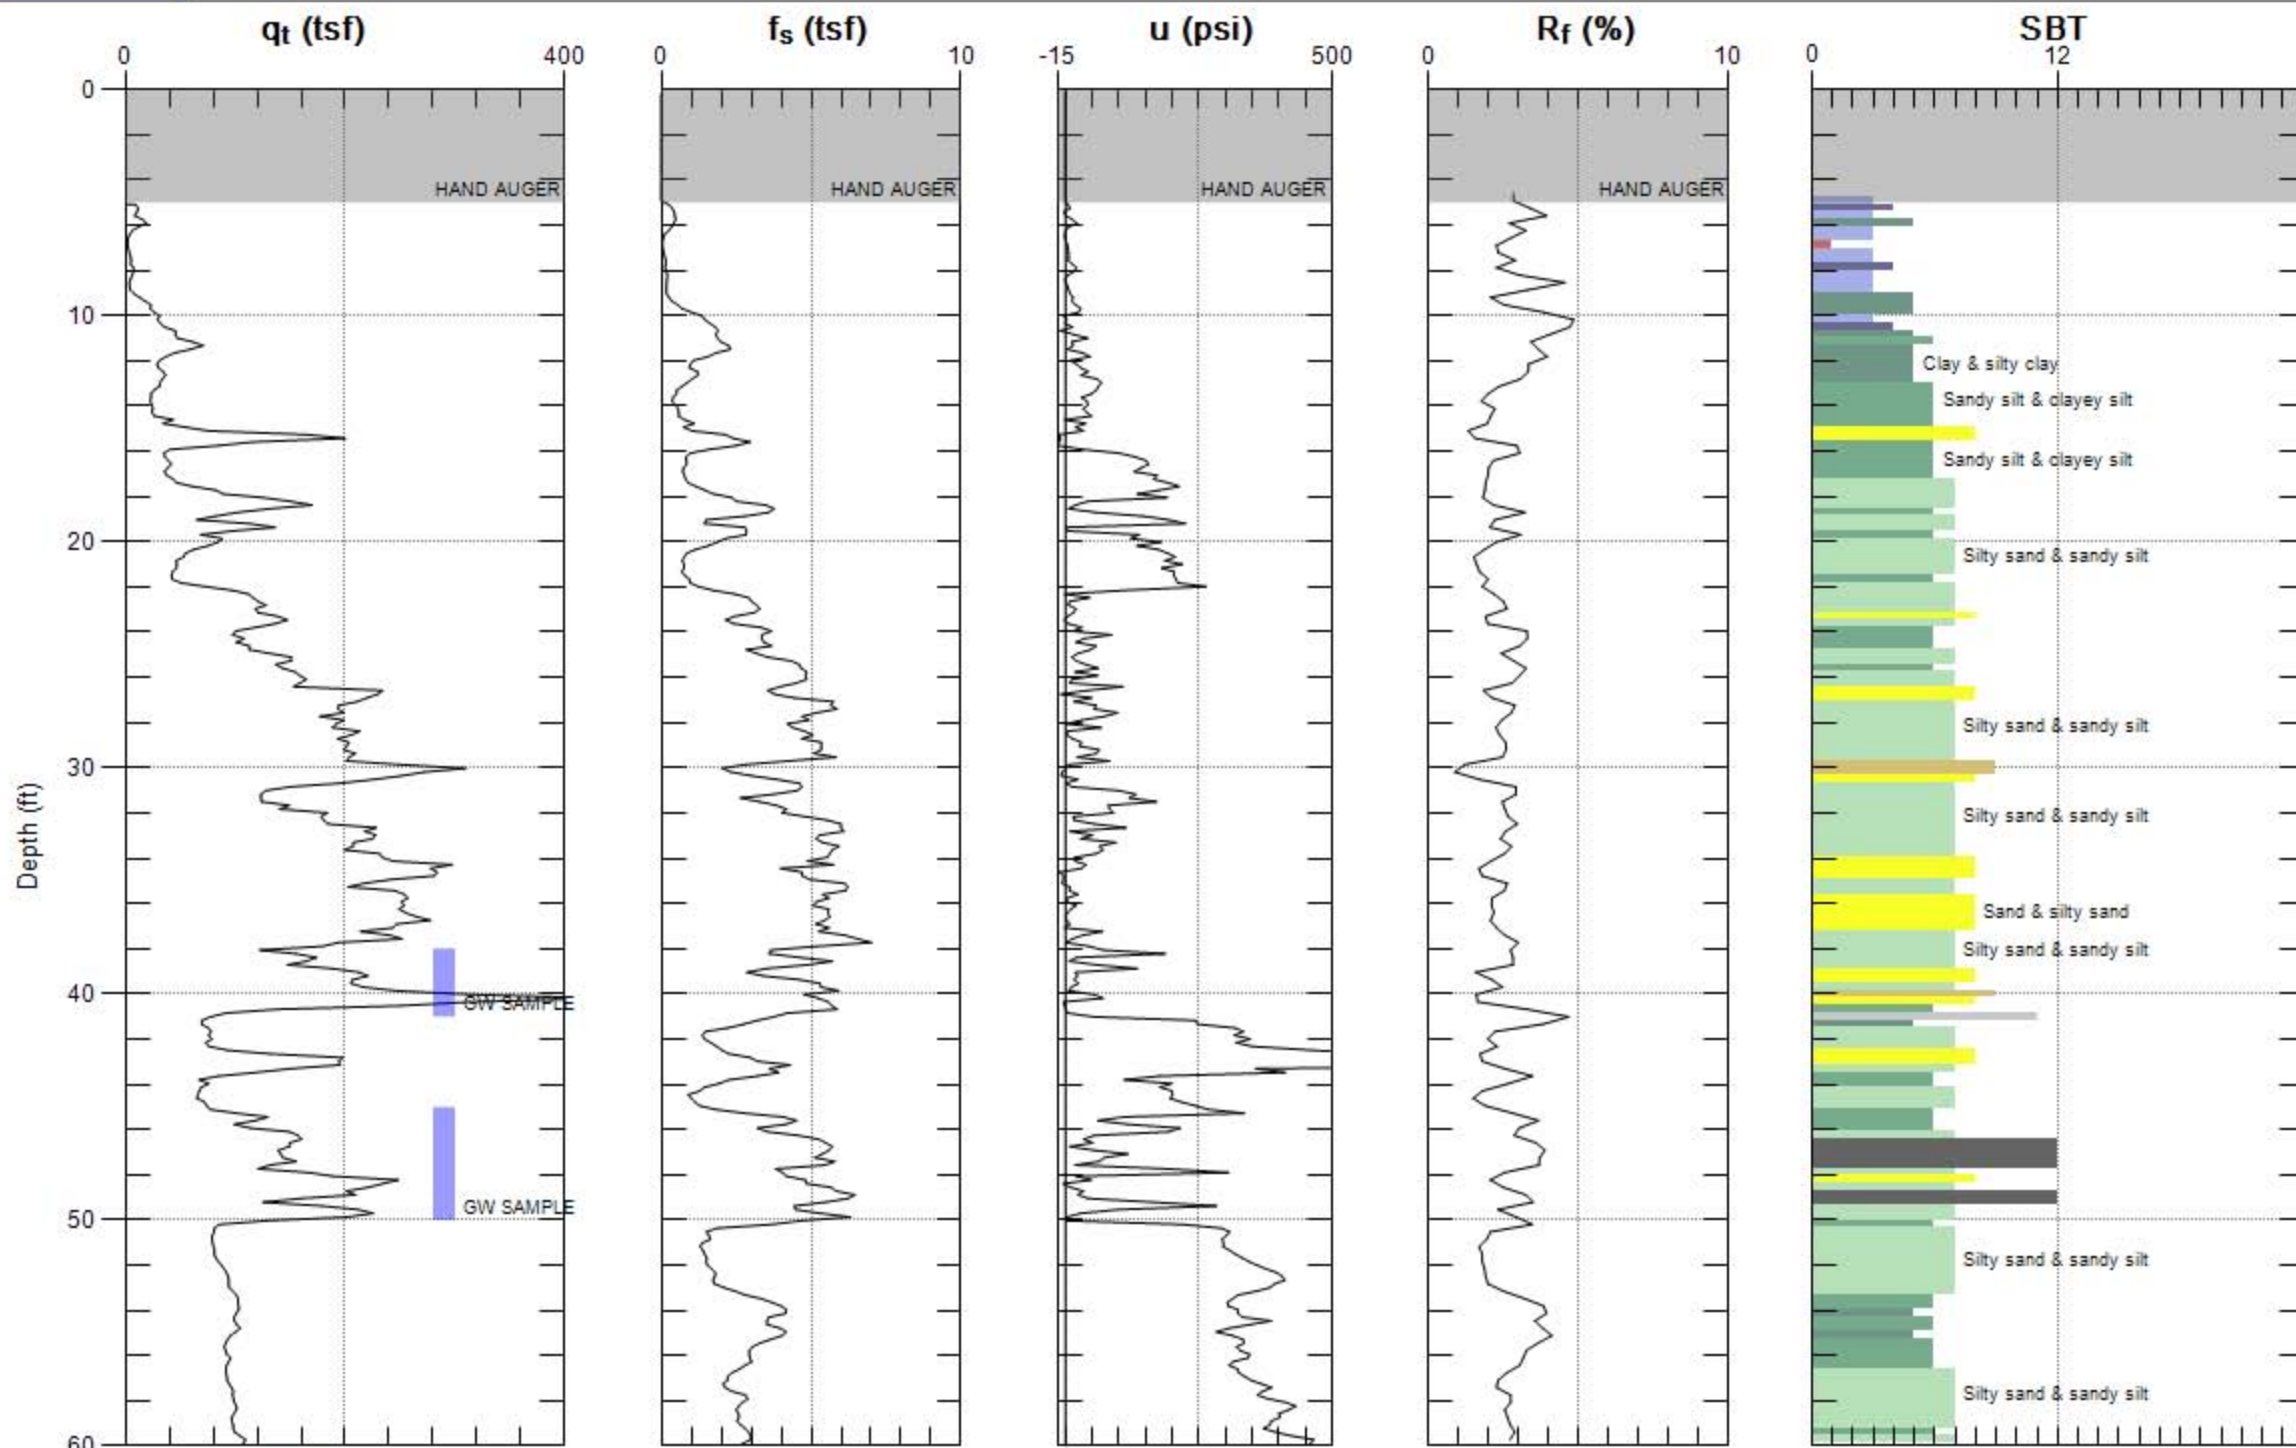 qt (tsf) fs (tsf) u (psi) Rf (%) SBT
0 400 0 10 -15 500 0 10 0 12
0
HAND AUGER HAND AUGER HAND AUGER HAND AUGER
10
Clay & silty clay
Sandy silt & clayey silt
Sandy silt & clayey silt
20
Silty sand & sandy silt
Silty sand & sandy silt
30
Silty sand & sandy silt
Depth (ft)
Sand & silty sand
Silty sand & sandy silt
40
GW SAMPLE
GW SAMPLE
50
Silty sand & sandy silt
Silty sand & sandy silt
60